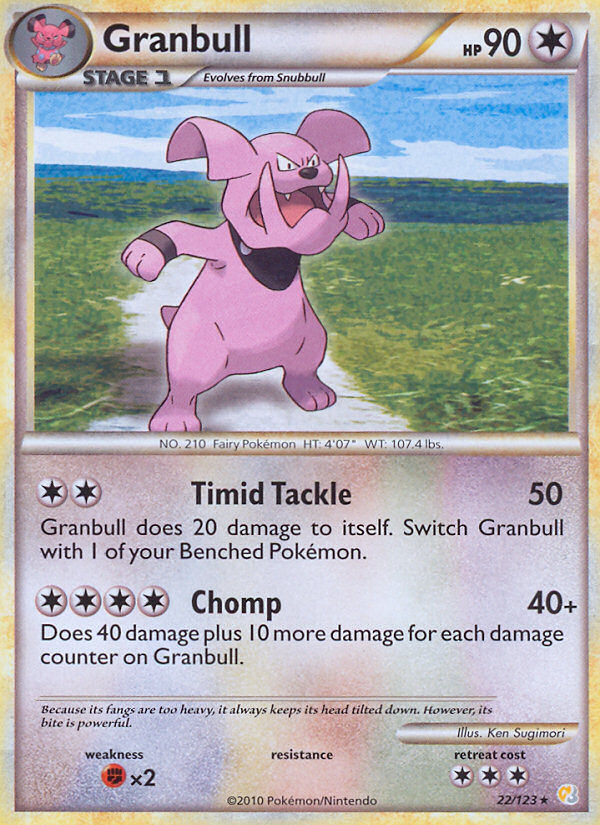 Granbull
HP 90
STAGE 1
Evolves from Snubbull
NO. 210 Fairy Pokémon HT: 4'07" WT: 107.4 lbs.
Timid Tackle 50
Granbull does 20 damage to itself. Switch Granbull
with 1 of your Benched Pokémon.
Chomp 40+
Does 40 damage plus 10 more damage for each damage
counter on Granbull.
Because its fangs are too heavy, it always keeps its head tilted down. However, its
bite is powerful.
Illus. Ken Sugimori
weakness resistance retreat cost
×2
©2010 Pokémon/Nintendo 22/123 ★